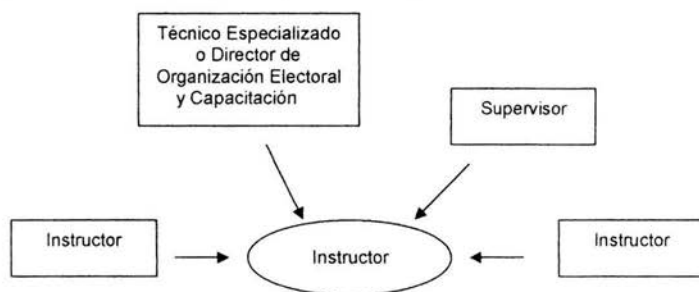 Técnico Especializado
o Director de
Organización Electoral
y Capacitación
Supervisor
Instructor
Instructor
Instructor